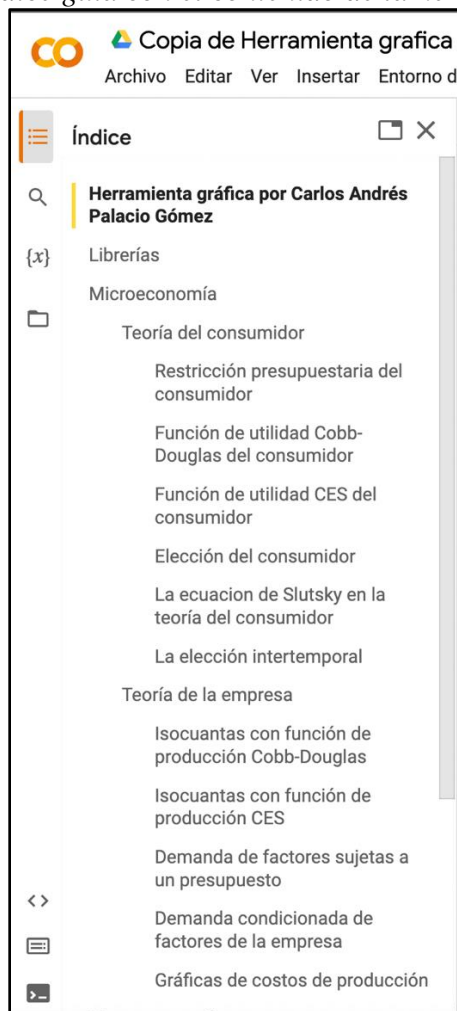 Copia de Herramienta grafica
Archivo Editar Ver Insertar Entorno d
Índice
Herramienta gráfica por Carlos Andrés
Palacio Gómez
{x}
Librerías
Microeconomía
Teoría del consumidor
Restricción presupuestaria del
consumidor
Función de utilidad Cobb-
Douglas del consumidor
Función de utilidad CES del
consumidor
Elección del consumidor
La ecuacion de Slutsky en la
teoría del consumidor
La elección intertemporal
Teoría de la empresa
Isocuantas con función de
producción Cobb-Douglas
Isocuantas con función de
producción CES
Demanda de factores sujetas a
un presupuesto
Demanda condicionada de
factores de la empresa
Gráficas de costos de producción